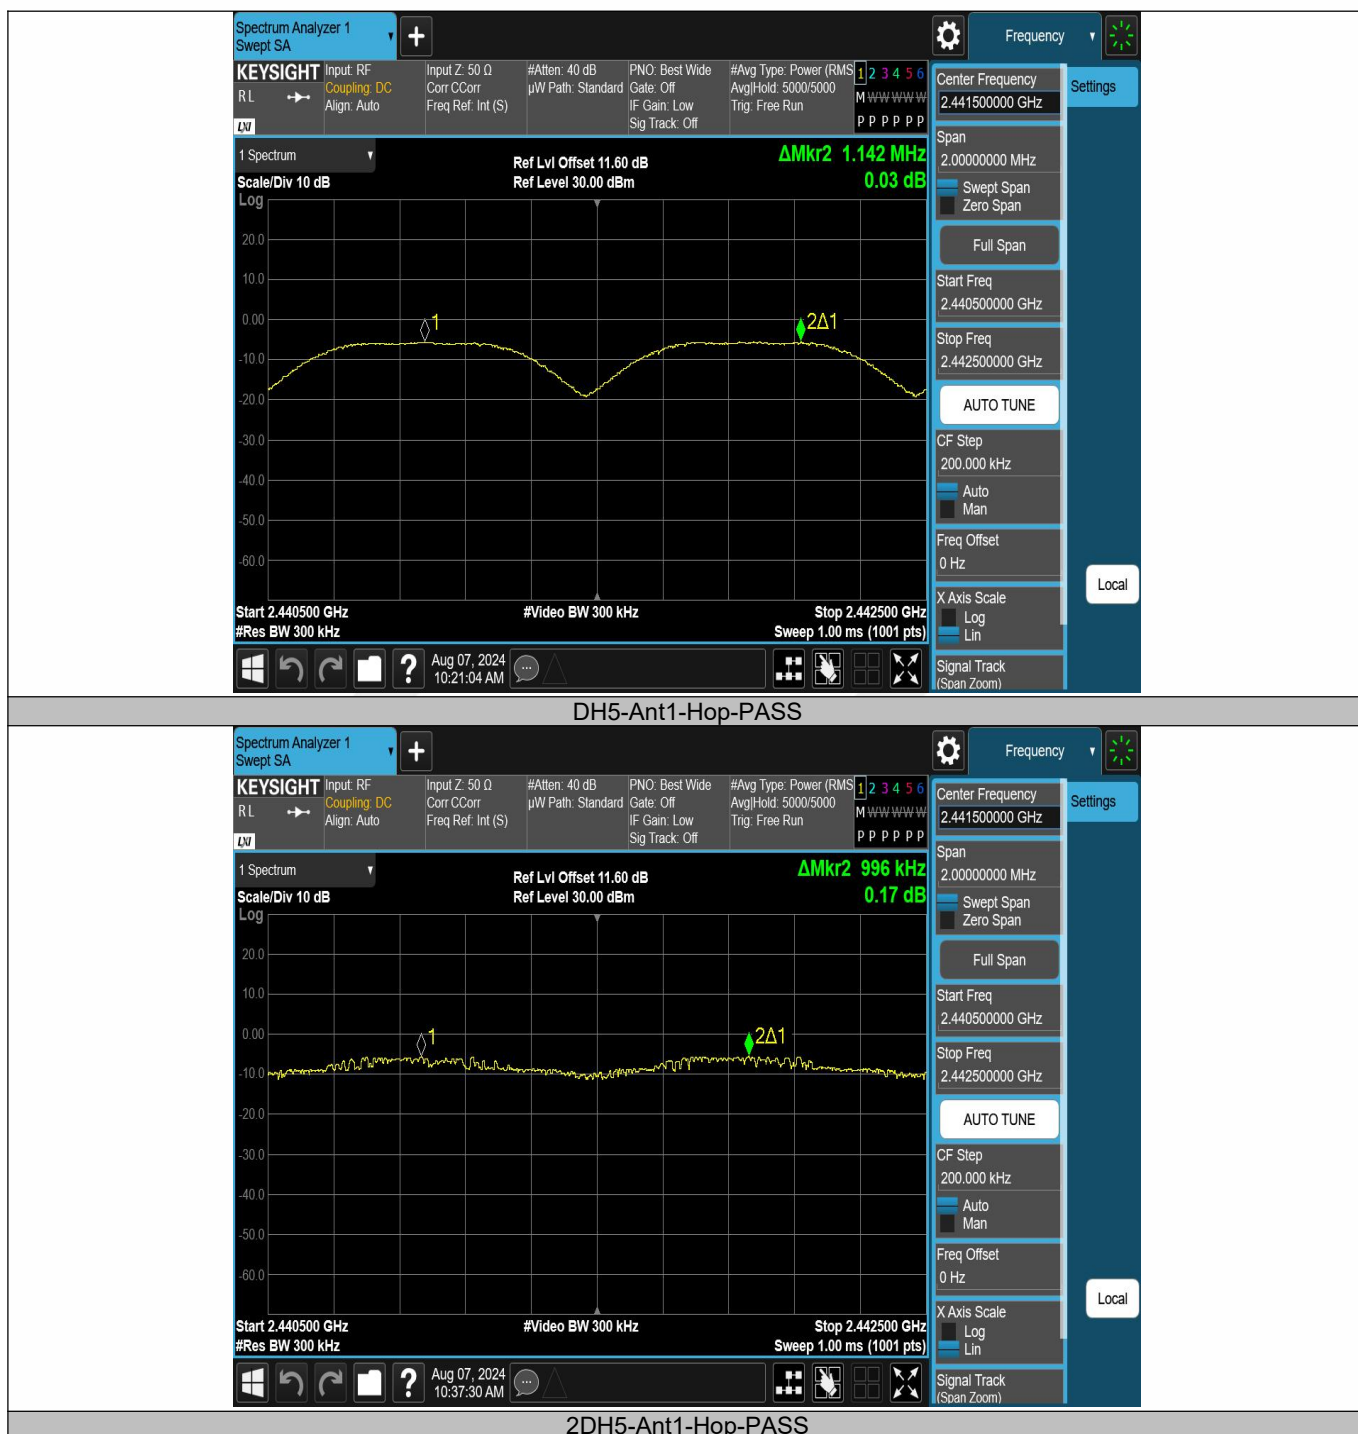 Spectrum Analyzer 1
Swept SA
Frequency
KEYSIGHT
RL
LXI
Input: RF
Coupling: DC
Align: Auto
Input Z: 50 Ω
Corr CCorr
Freq Ref: Int (S)
#Atten: 40 dB
µW Path: Standard
PNO: Best Wide
Gate: Off
IF Gain: Low
Sig Track: Off
#Avg Type: Power (RMS
Avg|Hold: 5000/5000
Trig: Free Run
1 2 3 4 5 6
M W W W W W
P P P P P P
1 Spectrum
Scale/Div 10 dB
Ref Lvl Offset 11.60 dB
Ref Level 30.00 dBm
ΔMkr2 1.142 MHz
0.03 dB
Log
20.0
10.0
0.00
-10.0
-20.0
-30.0
-40.0
-50.0
-60.0
1
2Δ1
Start 2.440500 GHz
#Res BW 300 kHz
#Video BW 300 kHz
Stop 2.442500 GHz
Sweep 1.00 ms (1001 pts)
Aug 07, 2024
10:21:04 AM
Center Frequency
2.441500000 GHz
Settings
Span
2.00000000 MHz
Swept Span
Zero Span
Full Span
Start Freq
2.440500000 GHz
Stop Freq
2.442500000 GHz
AUTO TUNE
CF Step
200.000 kHz
Auto
Man
Freq Offset
0 Hz
Local
X Axis Scale
Log
Lin
Signal Track
(Span Zoom)
DH5-Ant1-Hop-PASS
Spectrum Analyzer 1
Swept SA
Frequency
KEYSIGHT
RL
LXI
Input: RF
Coupling: DC
Align: Auto
Input Z: 50 Ω
Corr CCorr
Freq Ref: Int (S)
#Atten: 40 dB
µW Path: Standard
PNO: Best Wide
Gate: Off
IF Gain: Low
Sig Track: Off
#Avg Type: Power (RMS
Avg|Hold: 5000/5000
Trig: Free Run
1 2 3 4 5 6
M W W W W W
P P P P P P
1 Spectrum
Scale/Div 10 dB
Ref Lvl Offset 11.60 dB
Ref Level 30.00 dBm
ΔMkr2 996 kHz
0.17 dB
Log
20.0
10.0
0.00
-10.0
-20.0
-30.0
-40.0
-50.0
-60.0
1
2Δ1
Start 2.440500 GHz
#Res BW 300 kHz
#Video BW 300 kHz
Stop 2.442500 GHz
Sweep 1.00 ms (1001 pts)
Aug 07, 2024
10:37:30 AM
Center Frequency
2.441500000 GHz
Settings
Span
2.00000000 MHz
Swept Span
Zero Span
Full Span
Start Freq
2.440500000 GHz
Stop Freq
2.442500000 GHz
AUTO TUNE
CF Step
200.000 kHz
Auto
Man
Freq Offset
0 Hz
Local
X Axis Scale
Log
Lin
Signal Track
(Span Zoom)
2DH5-Ant1-Hop-PASS